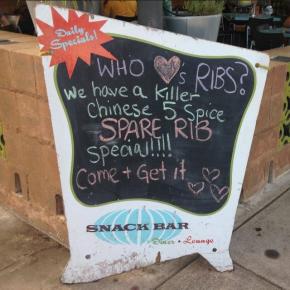 Daily
Specials!
WHO ♥'s RIBS?
We have a Killer
Chinese 5 Spice
SPARE RIB
Special!!!!
Come + Get it ♡♡♡
SNACK BAR
Diner • Lounge